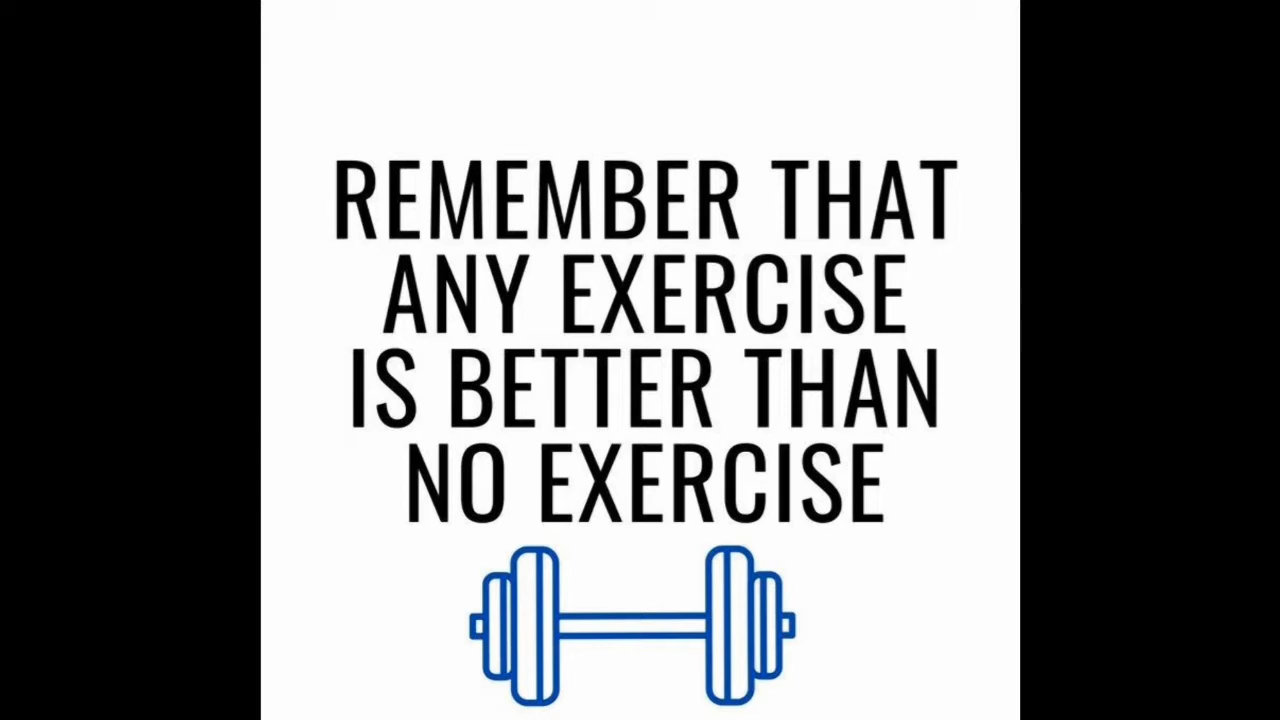 REMEMBER THAT
ANY EXERCISE
IS BETTER THAN
NO EXERCISE